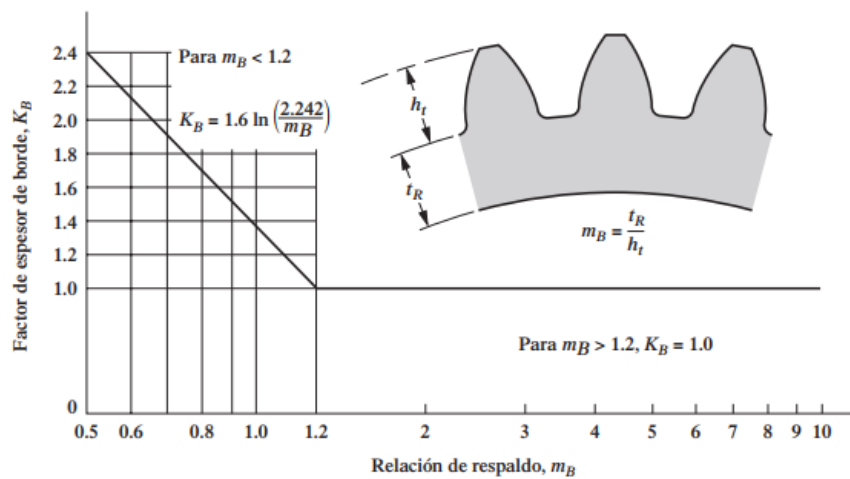 Factor de espesor de borde, K_B
2.4
2.2
2.0
1.8
1.6
1.4
1.2
1.0
0
Para m_B < 1.2
K_B = 1.6 ln (2.242/m_B)
h_t
t_R
m_B = t_R/h_t
Para m_B > 1.2, K_B = 1.0
0.5 0.6 0.8 1.0 1.2 2 3 4 5 6 7 8 9 10
Relación de respaldo, m_B